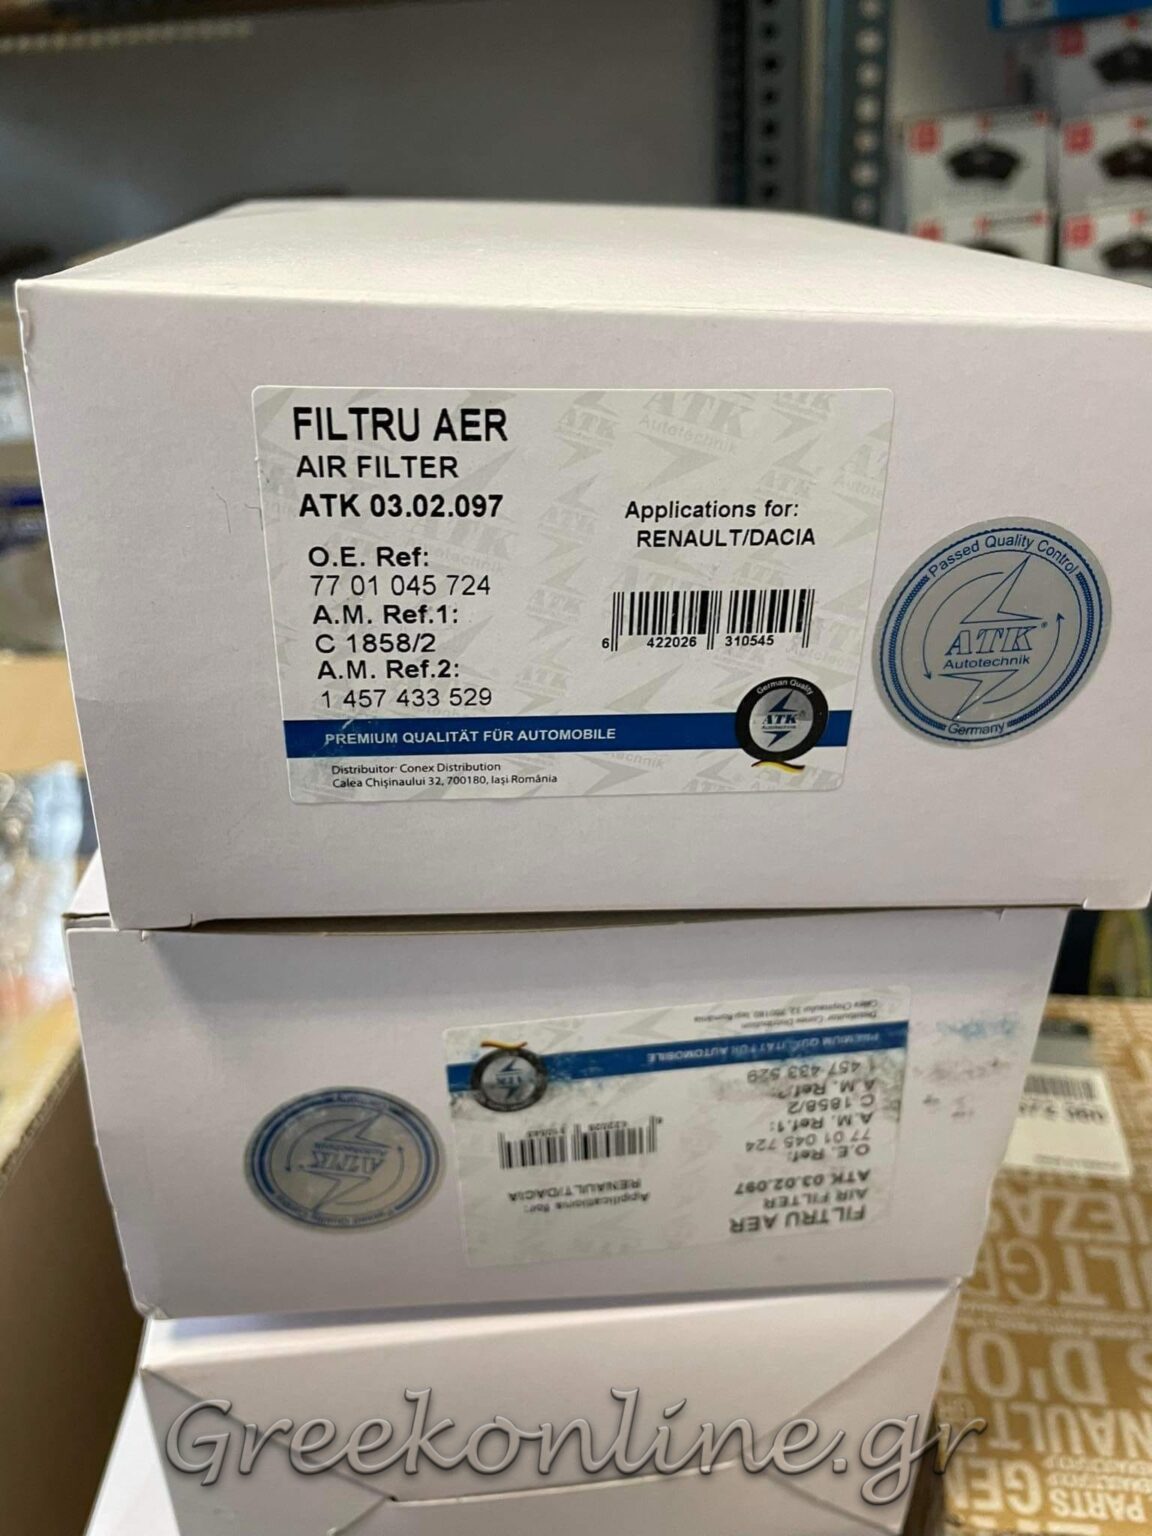 FILTRU AER
AIR FILTER
ATK 03.02.097
O.E. Ref:
77 01 045 724
A.M. Ref.1:
C 1858/2
A.M. Ref.2:
1 457 433 529
Applications for:
RENAULT/DACIA
6 422026 310545
German Quality
ATK®
Autotechnik
PREMIUM QUALITÄT FÜR AUTOMOBILE
Distribuitor Conex Distribution
Calea Chișinaului 32, 700180, Iași România
Passed Quality Control
ATK®
Autotechnik
Germany
PREMIUM QUALITÄT FÜR AUTOMOBILE
1 457 433 529
C 1858/2
A.M. Ref.1:
77 01 045 724
O.E. Ref:
ATK 03.02.097
AIR FILTER
FILTRU AER
Applications for:
RENAULT/DACIA
PARTS
Greekonline.gr